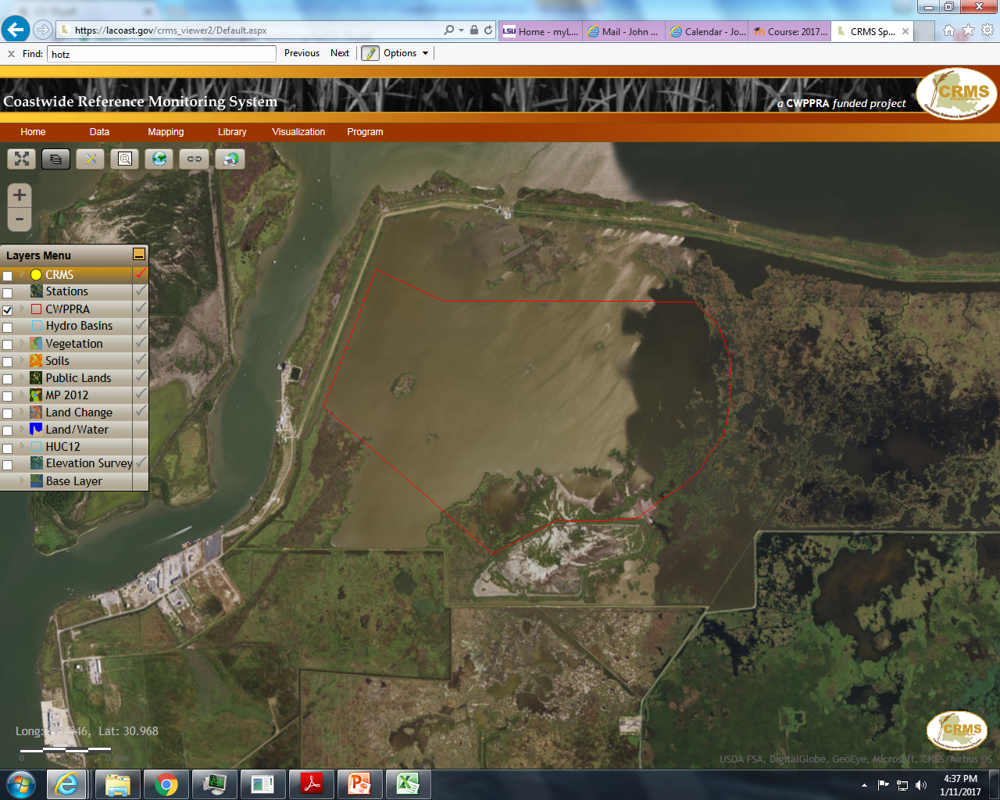 https://lacoast.gov/crms_viewer2/Default.aspx
Home - myL...
Mail - John ...
Calendar - Jo...
Course: 2017...
CRMS Sp...
Find: hotz
Previous Next Options
Coastwide Reference Monitoring System
a CWPPRA funded project
CRMS
Home Data Mapping Library Visualization Program
Layers Menu
CRMS
Stations
CWPPRA
Hydro Basins
Vegetation
Soils
Public Lands
MP 2012
Land Change
Land/Water
HUC12
Elevation Survey
Base Layer
Long: Lat: 30.968
0
CRMS
USDA FSA, DigitalGlobe, GeoEye, Microsoft, CNES/Airbus DS
4:37 PM
1/11/2017